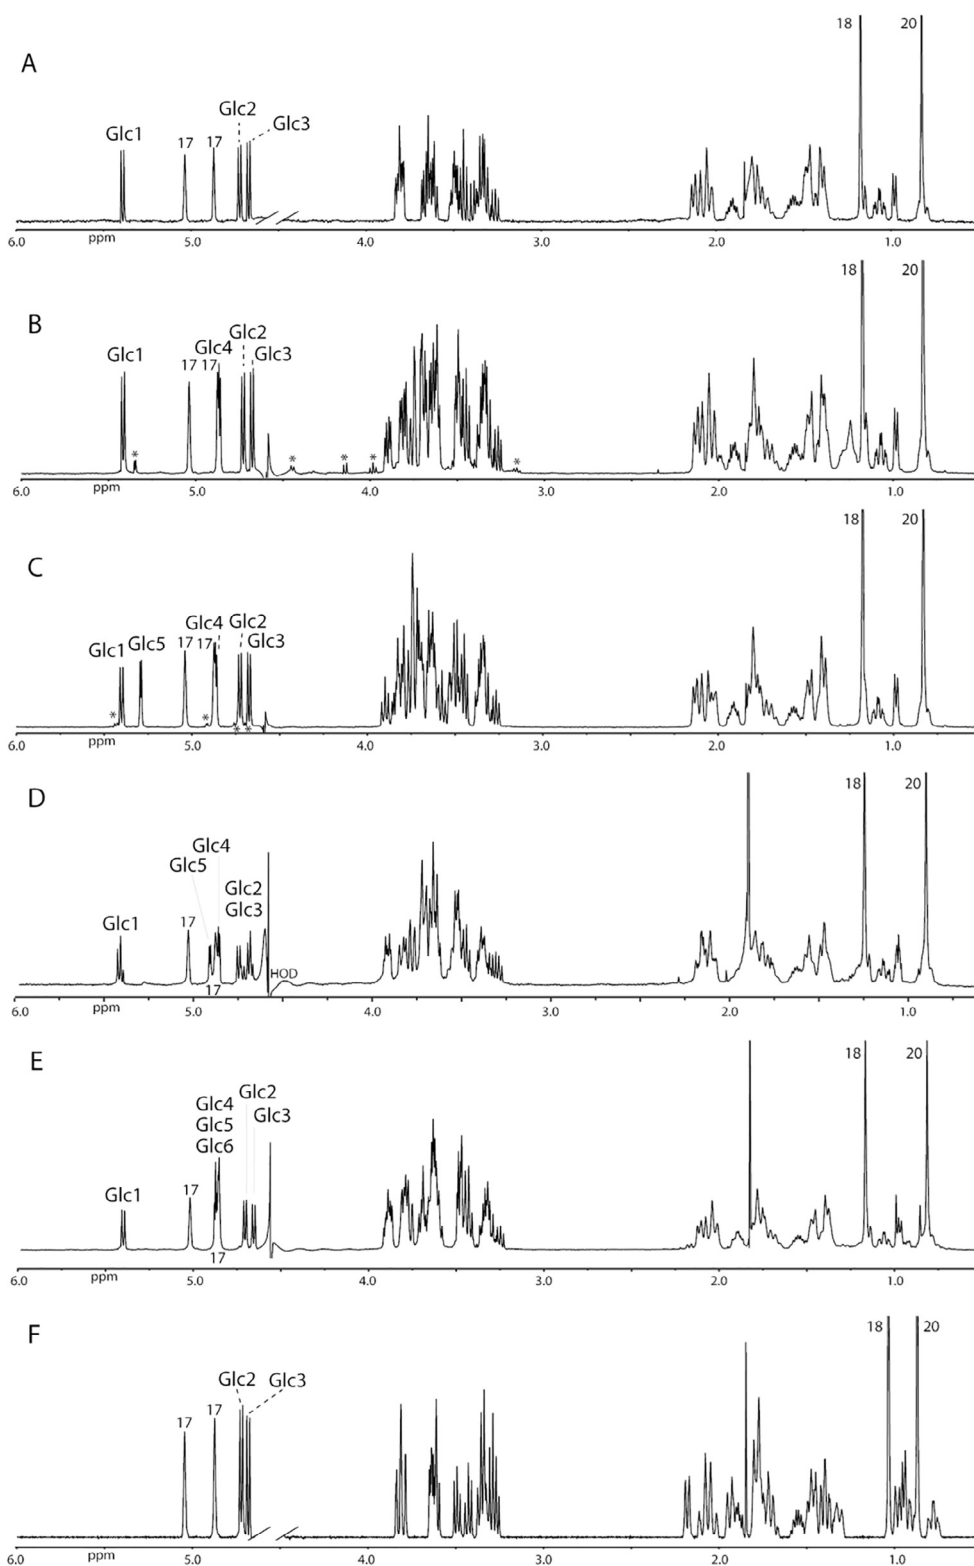 A
18 20
Glc2
Glc1 Glc3
17 17
6.0 ppm 5.0 4.0 3.0 2.0 1.0
B
18 20
Glc2
Glc1 Glc4 Glc3
17 17
* * * * *
6.0 ppm 5.0 4.0 3.0 2.0 1.0
C
18 20
Glc4 Glc2
Glc1 Glc5 17 17 Glc3
* * * *
6.0 ppm 5.0 4.0 3.0 2.0 1.0
D
18 20
Glc4
Glc5
Glc2
Glc3
Glc1 17
HOD
17
6.0 ppm 5.0 4.0 3.0 2.0 1.0
E
18 20
Glc2
Glc4 Glc3
Glc5
Glc6
Glc1 17
17
6.0 ppm 5.0 4.0 3.0 2.0 1.0
F
18 20
Glc2 Glc3
17 17
6.0 ppm 5.0 4.0 3.0 2.0 1.0